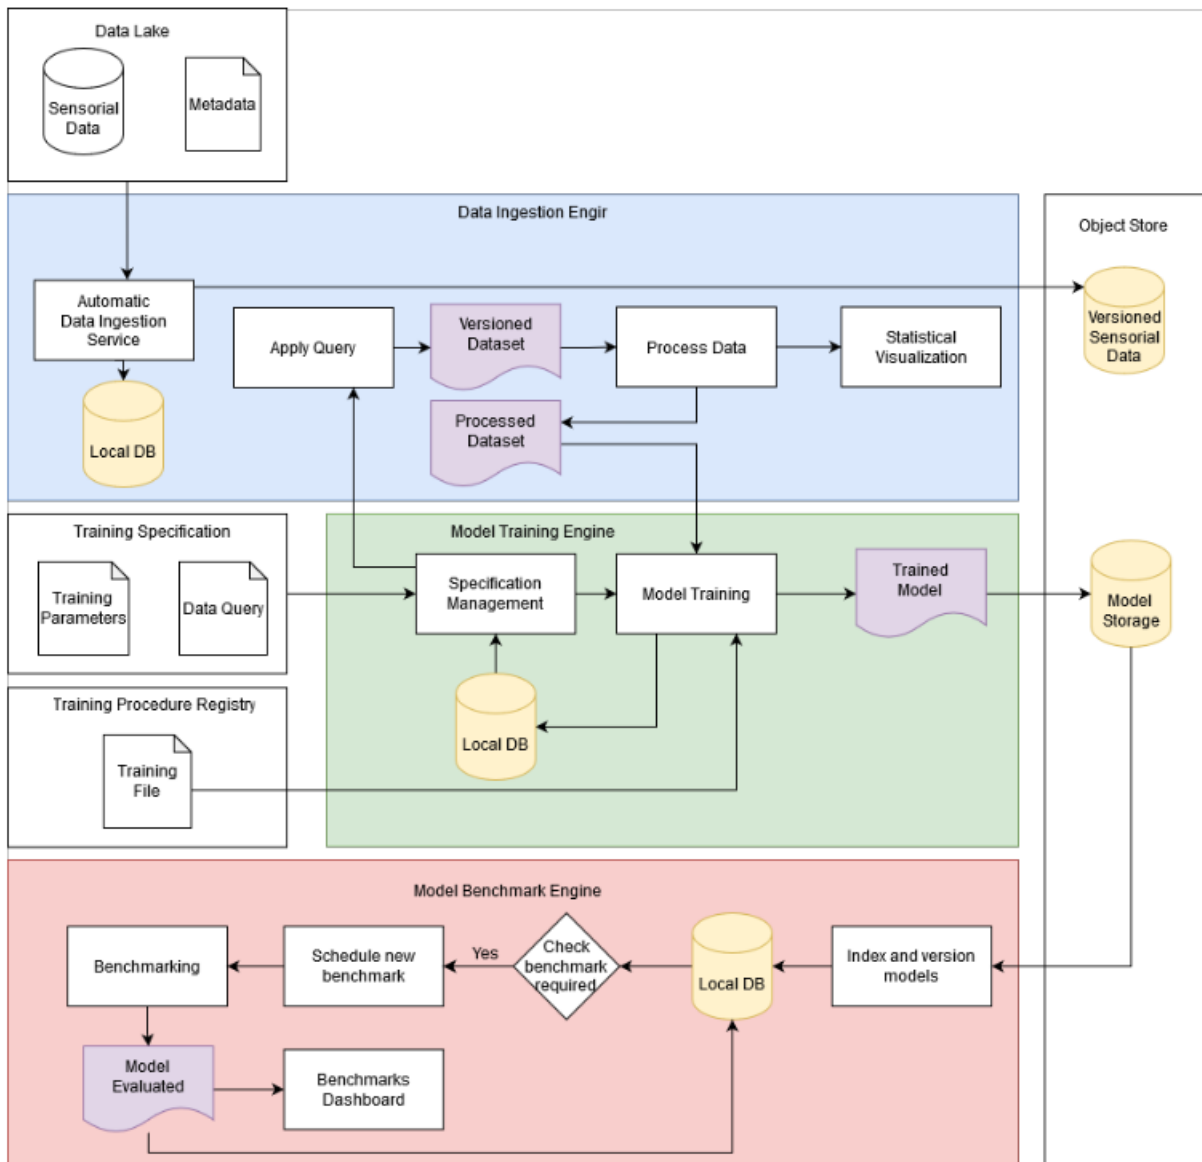 Data Lake
Sensorial
Data
Metadata
Data Ingestion Engir
Object Store
Automatic
Data Ingestion
Service
Apply Query
Versioned
Dataset
Process Data
Statistical
Visualization
Versioned
Sensorial
Data
Local DB
Processed
Dataset
Training Specification
Training
Parameters
Data Query
Model Training Engine
Specification
Management
Model Training
Trained
Model
Model
Storage
Local DB
Training Procedure Registry
Training
File
Model Benchmark Engine
Benchmarking
Schedule new
benchmark
Yes
Check
benchmark
required
Local DB
Index and version
models
Model
Evaluated
Benchmarks
Dashboard